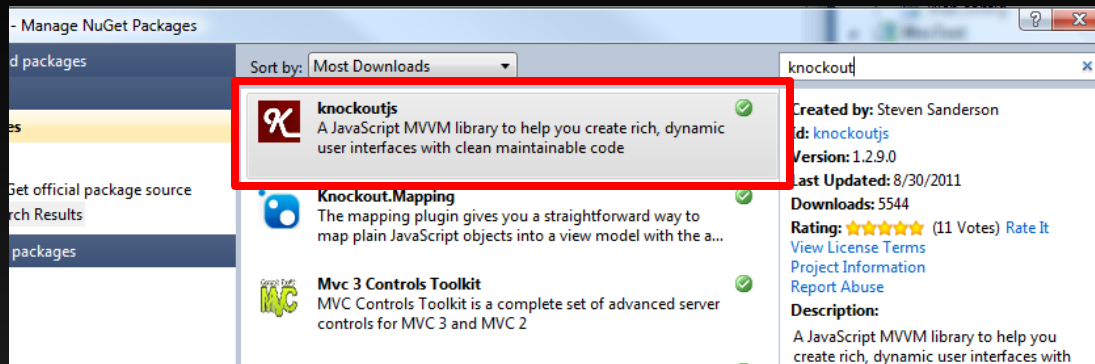 - Manage NuGet Packages
d packages
es
Get official package source
rch Results
packages
Sort by: Most Downloads
knockoutjs
A JavaScript MVVM library to help you create rich, dynamic
user interfaces with clean maintainable code
Knockout.Mapping
The mapping plugin gives you a straightforward way to
map plain JavaScript objects into a view model with the a...
Mvc 3 Controls Toolkit
MVC Controls Toolkit is a complete set of advanced server
controls for MVC 3 and MVC 2
knockout
Created by: Steven Sanderson
Id: knockoutjs
Version: 1.2.9.0
Last Updated: 8/30/2011
Downloads: 5544
Rating: (11 Votes) Rate It
View License Terms
Project Information
Report Abuse
Description:
A JavaScript MVVM library to help you
create rich, dynamic user interfaces with